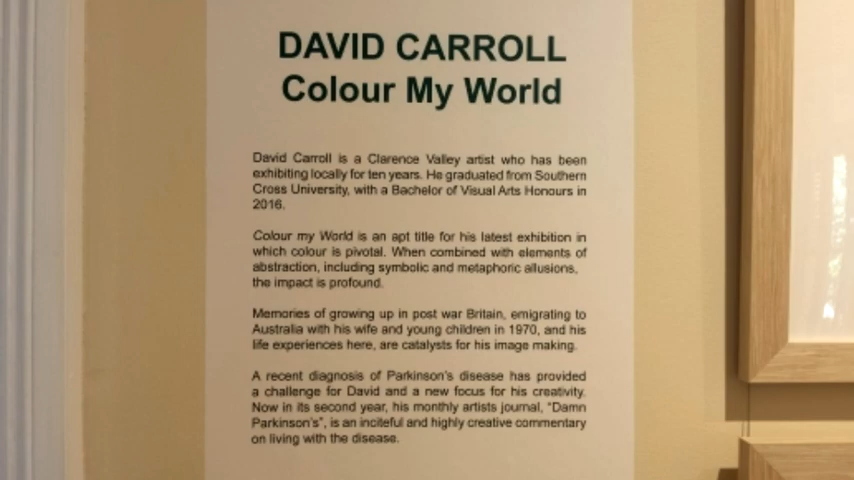 DAVID CARROLL
Colour My World
David Carroll is a Clarence Valley artist who has been
exhibiting locally for ten years. He graduated from Southern
Cross University, with a Bachelor of Visual Arts Honours in
2016.
Colour my World is an apt title for his latest exhibition in
which colour is pivotal. When combined with elements of
abstraction, including symbolic and metaphoric allusions,
the impact is profound.
Memories of growing up in post war Britain, emigrating to
Australia with his wife and young children in 1970, and his
life experiences here, are catalysts for his image making.
A recent diagnosis of Parkinson's disease has provided
a challenge for David and a new focus for his creativity.
Now in its second year, his monthly artists journal, "Damn
Parkinson's", is an inciteful and highly creative commentary
on living with the disease.